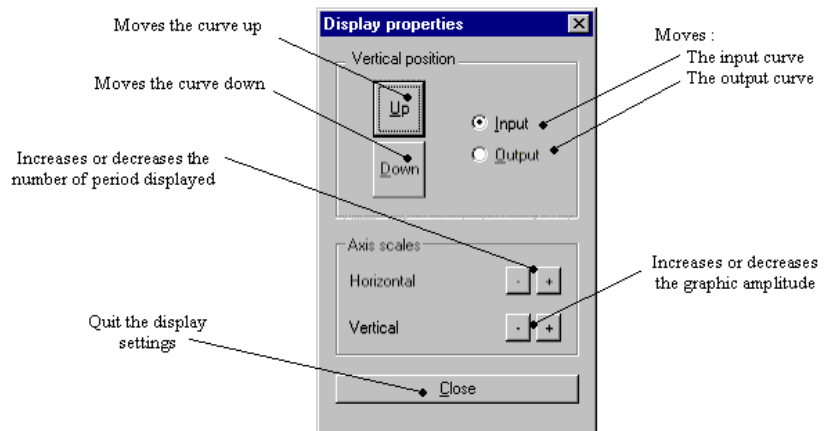 Moves the curve up
Moves the curve down
Increases or decreases the
number of period displayed
Quit the display
settings
Display properties
Vertical position
Up
Down
Input
Output
Axis scales
Horizontal
- +
Vertical
- +
Close
Moves :
The input curve
The output curve
Increases or decreases
the graphic amplitude